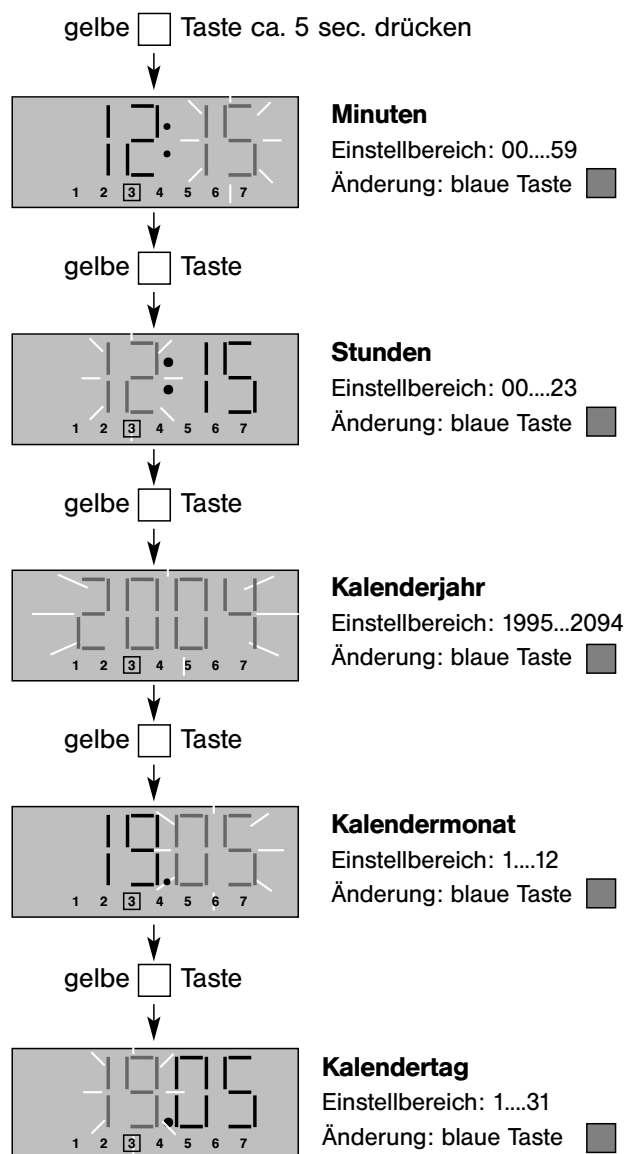 gelbe Taste ca. 5 sec. drücken
12:15
1 2 3 4 5 6 7
Minuten
Einstellbereich: 00....59
Änderung: blaue Taste
gelbe Taste
12:15
1 2 3 4 5 6 7
Stunden
Einstellbereich: 00....23
Änderung: blaue Taste
gelbe Taste
2004
1 2 3 4 5 6 7
Kalenderjahr
Einstellbereich: 1995...2094
Änderung: blaue Taste
gelbe Taste
19.05
1 2 3 4 5 6 7
Kalendermonat
Einstellbereich: 1....12
Änderung: blaue Taste
gelbe Taste
19.05
1 2 3 4 5 6 7
Kalendertag
Einstellbereich: 1....31
Änderung: blaue Taste